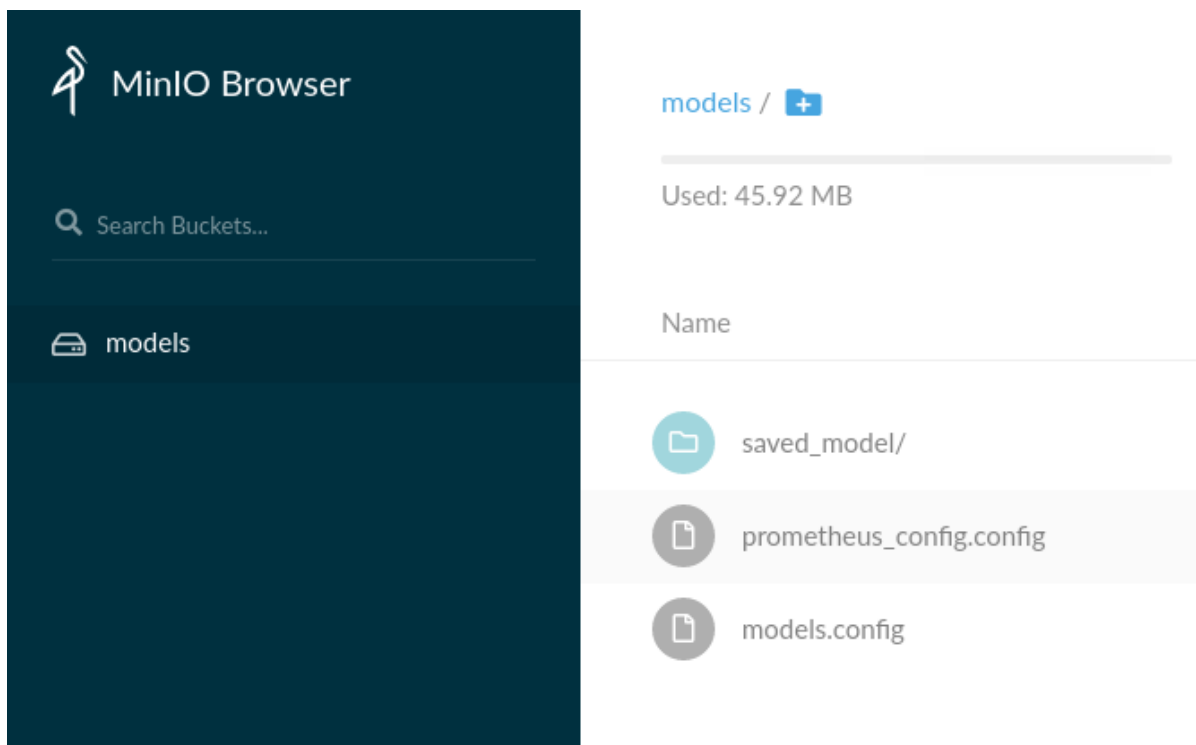 MinIO Browser
Search Buckets...
models
models /
Used: 45.92 MB
Name
saved_model/
prometheus_config.config
models.config